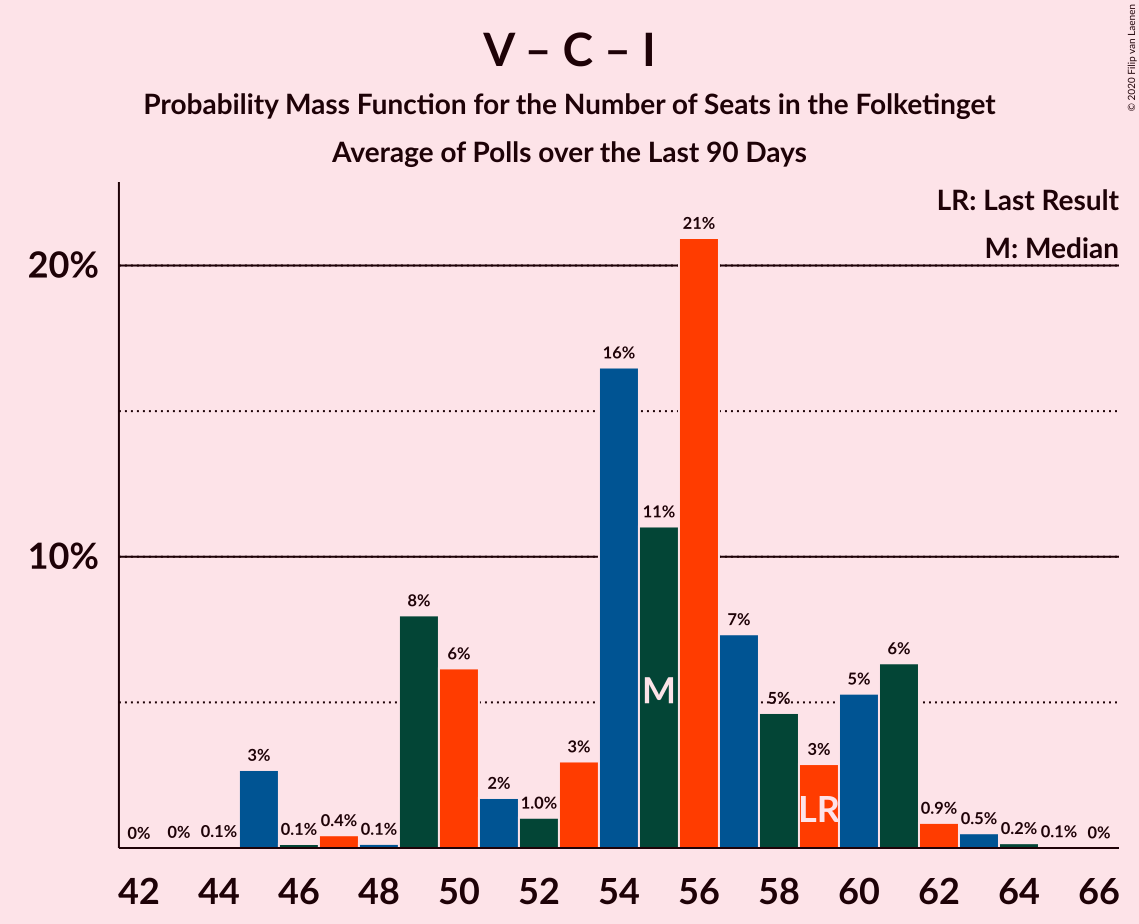 V – C – I
Probability Mass Function for the Number of Seats in the Folketinget
Average of Polls over the Last 90 Days
© 2020 Filip van Laenen
LR: Last Result
M: Median
20%
10%
0% 0% 0.1% 3% 0.1% 0.4% 0.1% 8% 6% 2% 1.0% 3% 16% 11% 21% 7% 5% 3% 5% 6% 0.9% 0.5% 0.2% 0.1% 0%
M
LR
42 44 46 48 50 52 54 56 58 60 62 64 66